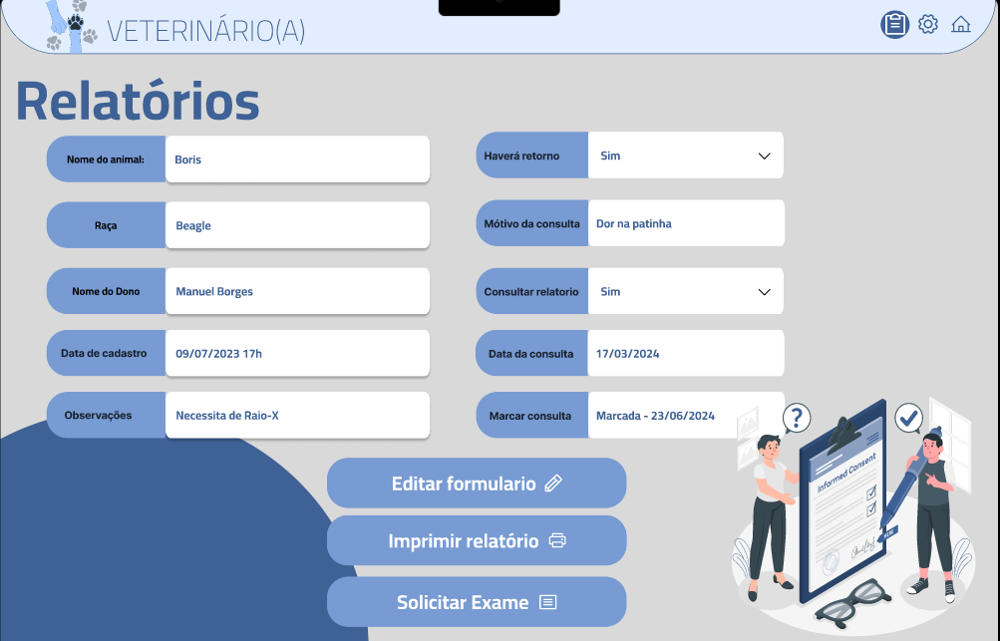 VETERINÁRIO(A)
Relatórios
Nome do animal:
Boris
Raça
Beagle
Nome do Dono
Manuel Borges
Data de cadastro
09/07/2023 17h
Observações
Necessita de Raio-X
Haverá retorno
Sim
Mótivo da consulta
Dor na patinha
Consultar relatorio
Sim
Data da consulta
17/03/2024
Marcar consulta
Marcada - 23/06/2024
?
Informed Consent
Editar formulario
Imprimir relatório
Solicitar Exame